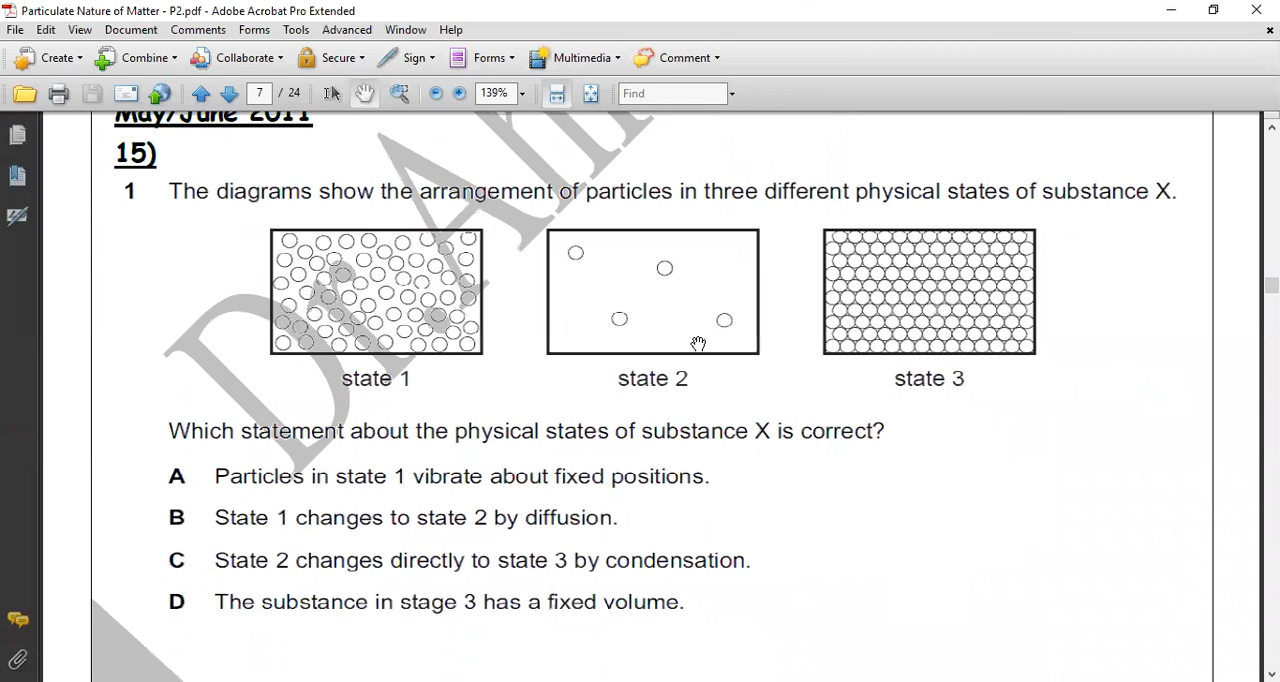 Particulate Nature of Matter - P2.pdf - Adobe Acrobat Pro Extended
File Edit View Document Comments Forms Tools Advanced Window Help
Create Combine Collaborate Secure Sign Forms Multimedia Comment
7 / 24 139% Find
May/June 2011
15)
1 The diagrams show the arrangement of particles in three different physical states of substance X.
state 1 state 2 state 3
Which statement about the physical states of substance X is correct?
A Particles in state 1 vibrate about fixed positions.
B State 1 changes to state 2 by diffusion.
C State 2 changes directly to state 3 by condensation.
D The substance in stage 3 has a fixed volume.